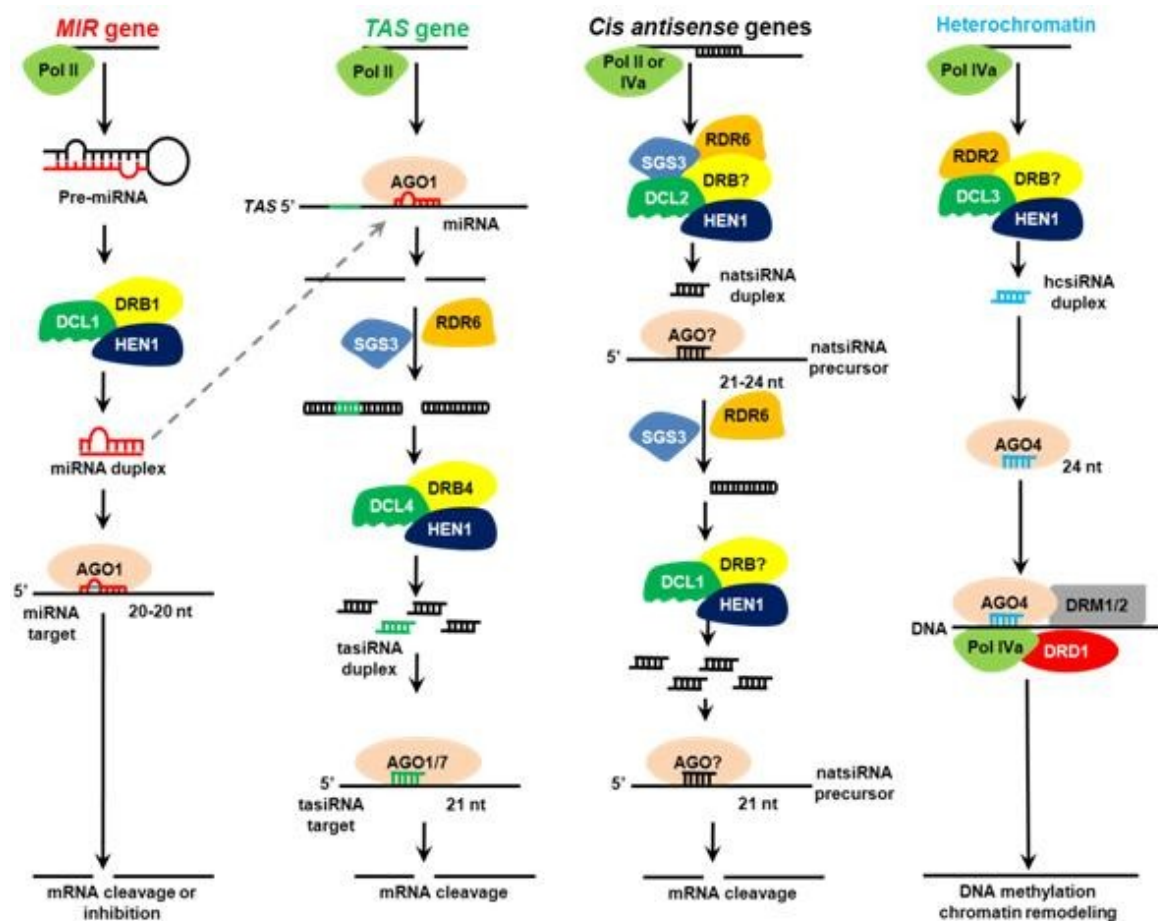 MIR gene
Pol II
Pre-miRNA
DCL1
DRB1
HEN1
miRNA duplex
AGO1
5'
miRNA
target
20-20 nt
mRNA cleavage or
inhibition
TAS gene
Pol II
AGO1
TAS 5'
miRNA
SGS3
RDR6
DCL4
DRB4
HEN1
tasiRNA
duplex
AGO1/7
5'
tasiRNA
target
21 nt
mRNA cleavage
Cis antisense genes
Pol II or
IVa
SGS3
RDR6
DCL2
DRB?
HEN1
natsiRNA
duplex
AGO?
5'
natsiRNA
precursor
21-24 nt
SGS3
RDR6
DCL1
DRB?
HEN1
AGO?
5'
natsiRNA
precursor
21 nt
mRNA cleavage
Heterochromatin
Pol IVa
RDR2
DCL3
DRB?
HEN1
hcsiRNA
duplex
AGO4
24 nt
AGO4
DRM1/2
DNA
Pol IVa
DRD1
DNA methylation
chromatin remodeling